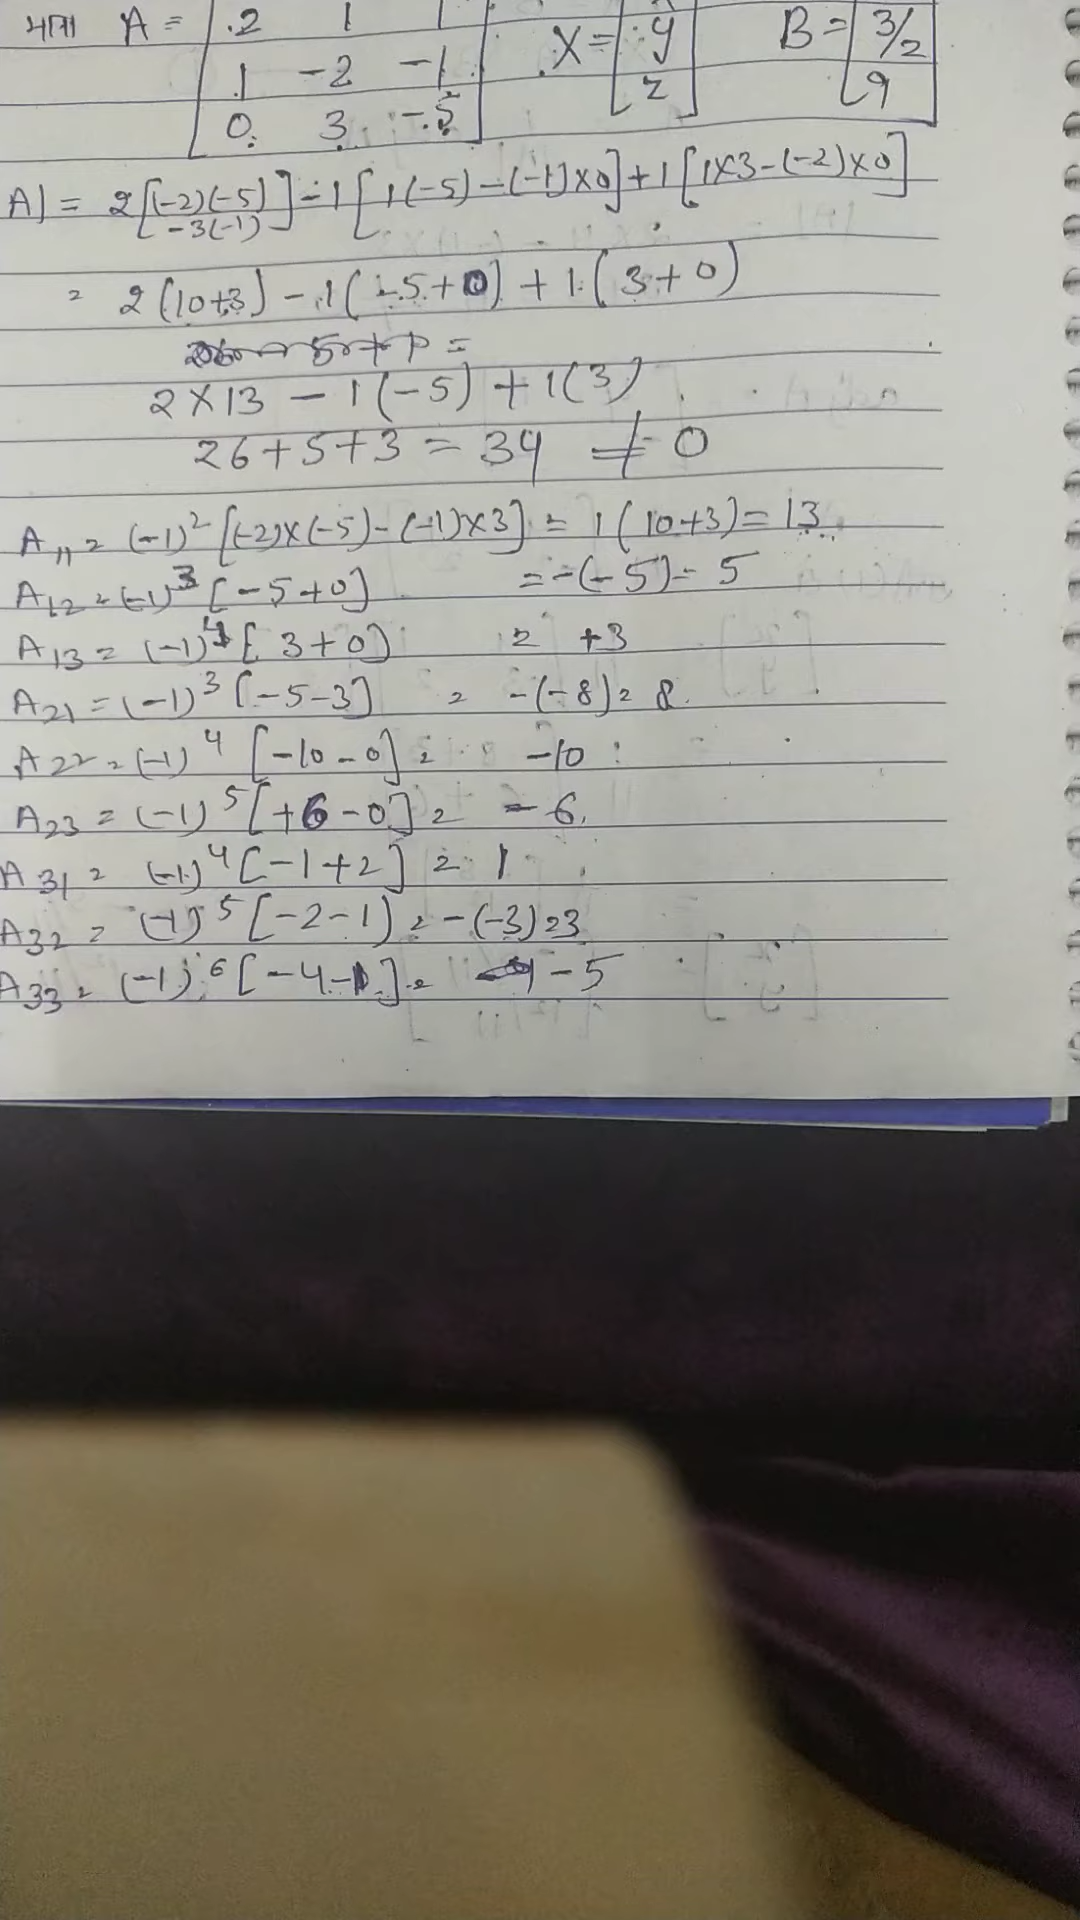 माना A = [2 1 1 X = [y B = [3/2
1 -2 -1 z 9
0 3 -5]
A| = 2[(-2)(-5) -3(-1)] - 1[1(-5) - (-1)×0] + 1[1×3 - (-2)×0]
= 2(10+3) - 1(-5+0) + 1(3+0)
2×13 - 1(-5) + 1(3)
26+5+3 = 34 ≠ 0
A₁₁ = (-1)² [(-2)×(-5) - (-1)×3] = 1(10+3) = 13
A₁₂ = (-1)³ [-5+0] = -(-5) = 5
A₁₃ = (-1)⁴ [3+0] = +3
A₂₁ = (-1)³ [-5-3] = -(-8) = 8
A₂₂ = (-1)⁴ [-10-0] = -10
A₂₃ = (-1)⁵ [+6-0] = -6
A₃₁ = (-1)⁴ [-1+2] = 1
A₃₂ = (-1)⁵ [-2-1] = -(-3) = 3
A₃₃ = (-1)⁶ [-4-1] = -5